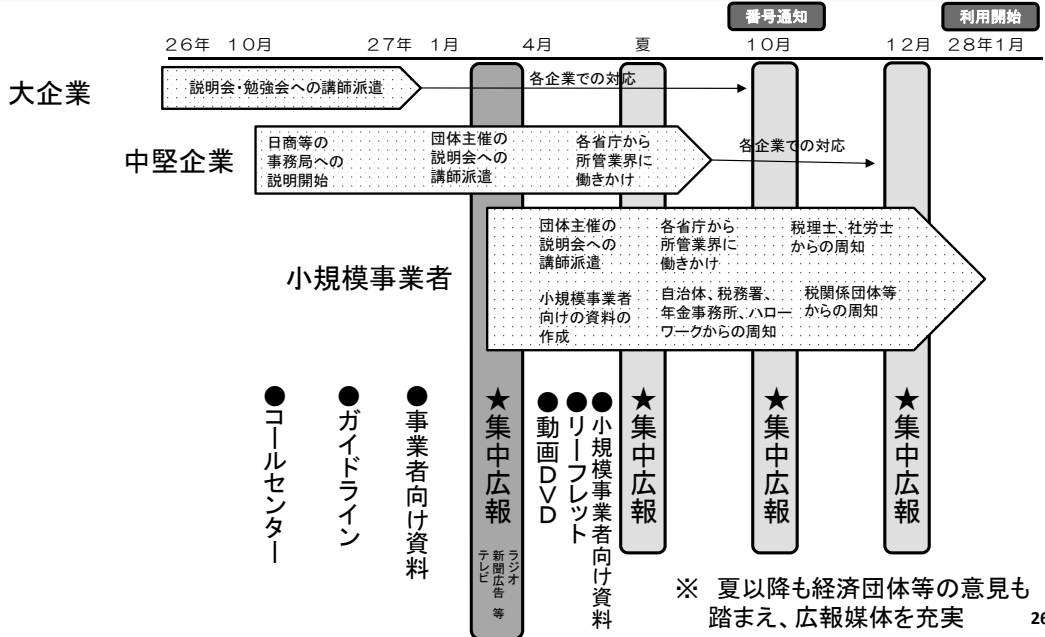 番号通知
利用開始
26年 10月
27年 1月
4月
夏
10月
12月
28年1月
大企業
説明会・勉強会への講師派遣
各企業での対応
中堅企業
日商等の
事務局への
説明開始
団体主催の
説明会への
講師派遣
各省庁から
所管業界に
働きかけ
各企業での対応
小規模事業者
団体主催の
説明会への
講師派遣
各省庁から
所管業界に
働きかけ
税理士、社労士
からの周知
小規模事業者
向けの資料の
作成
自治体、税務署、
年金事務所、ハロー
ワークからの周知
税関係団体等
からの周知
●コールセンター
●ガイドライン
●事業者向け資料
★集中広報
ラジオ
新聞広告 等
テレビ
●動画DVD
●リーフレット
●小規模事業者向け資料
★集中広報
★集中広報
★集中広報
※ 夏以降も経済団体等の意見も
踏まえ、広報媒体を充実
26